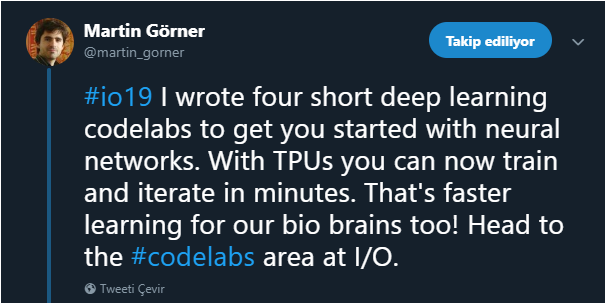 Martin Görner
@martin_gorner
Takip ediliyor
#io19 I wrote four short deep learning
codelabs to get you started with neural
networks. With TPUs you can now train
and iterate in minutes. That's faster
learning for our bio brains too! Head to
the #codelabs area at I/O.
Tweeti Çevir